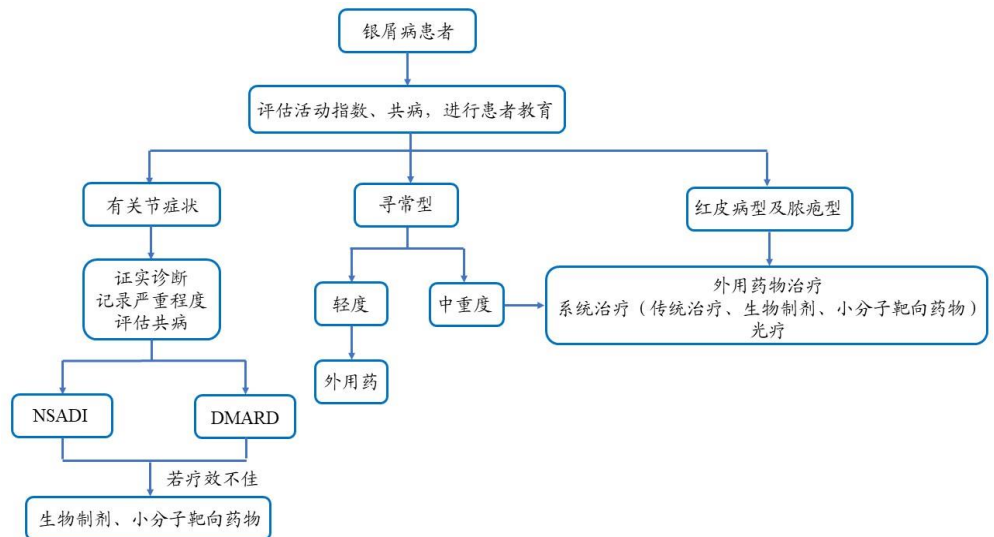 银屑病患者
评估活动指数、共病，进行患者教育
有关节症状
寻常型
红皮病型及脓疱型
证实诊断
记录严重程度
评估共病
轻度
中重度
外用药物治疗
系统治疗（传统治疗、生物制剂、小分子靶向药物）
光疗
外用药
NSADI
DMARD
若疗效不佳
生物制剂、小分子靶向药物